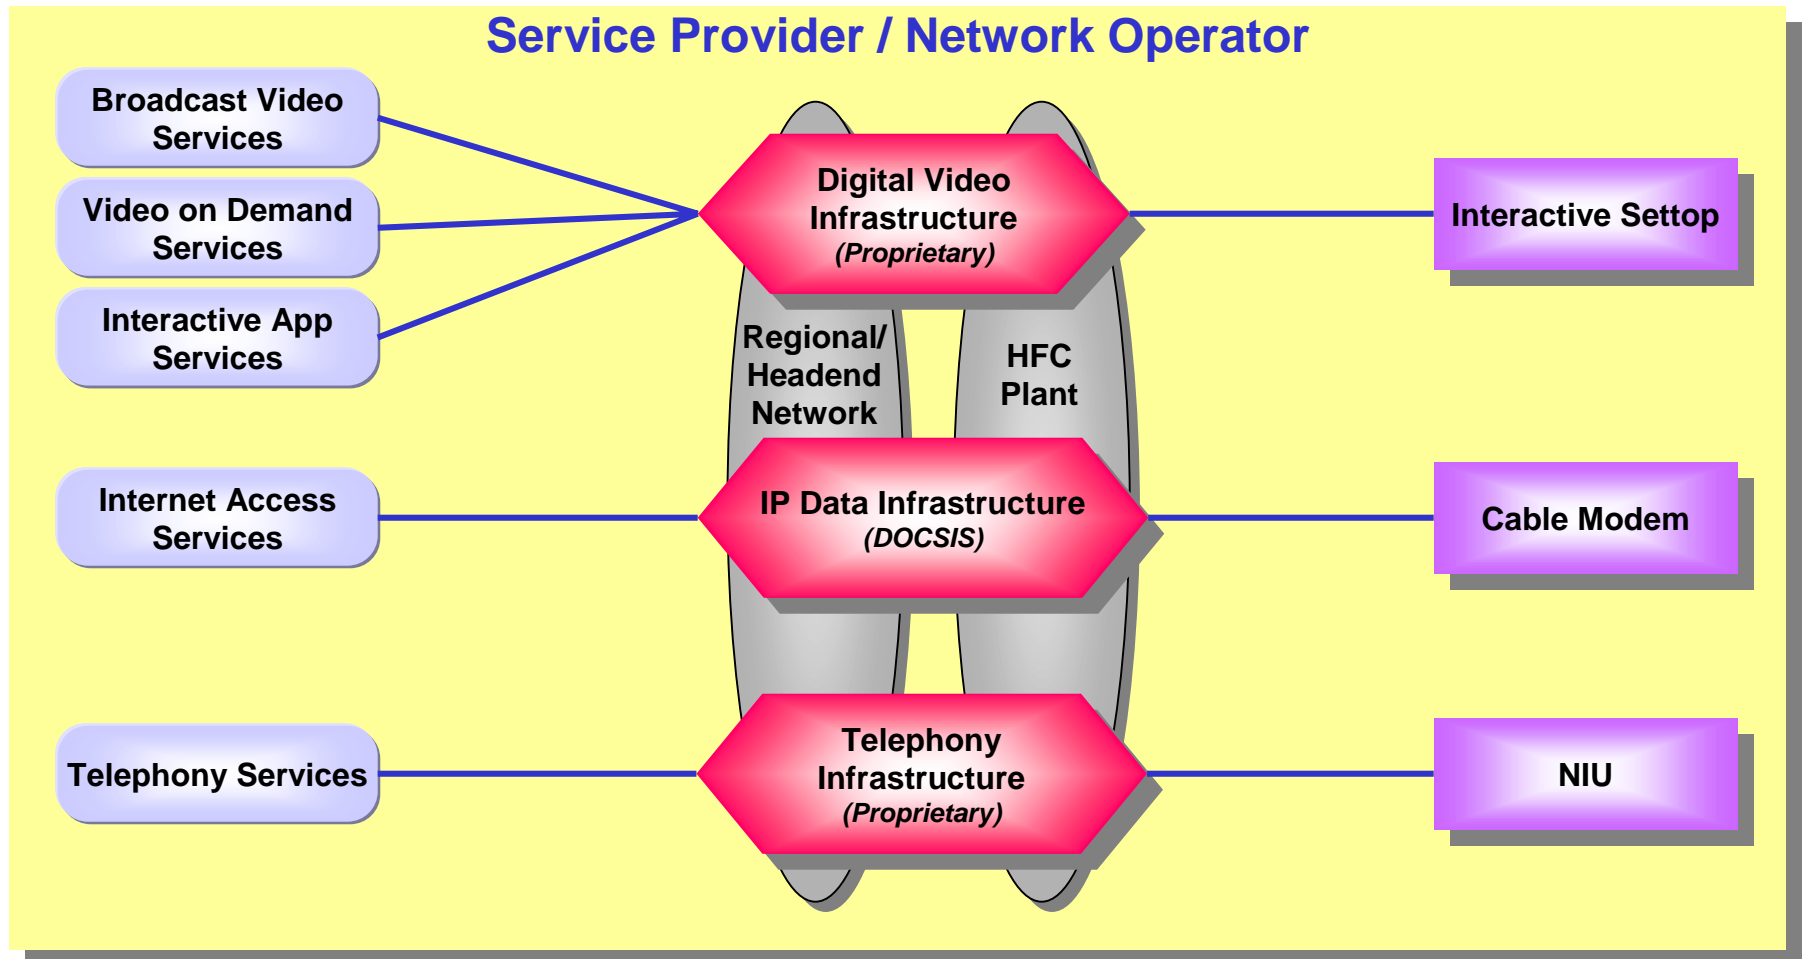 Service Provider / Network Operator
Broadcast Video
Services
Video on Demand
Services
Interactive App
Services
Internet Access
Services
Telephony Services
Digital Video
Infrastructure
(Proprietary)
Regional/
Headend
Network
HFC
Plant
IP Data Infrastructure
(DOCSIS)
Telephony
Infrastructure
(Proprietary)
Interactive Settop
Cable Modem
NIU